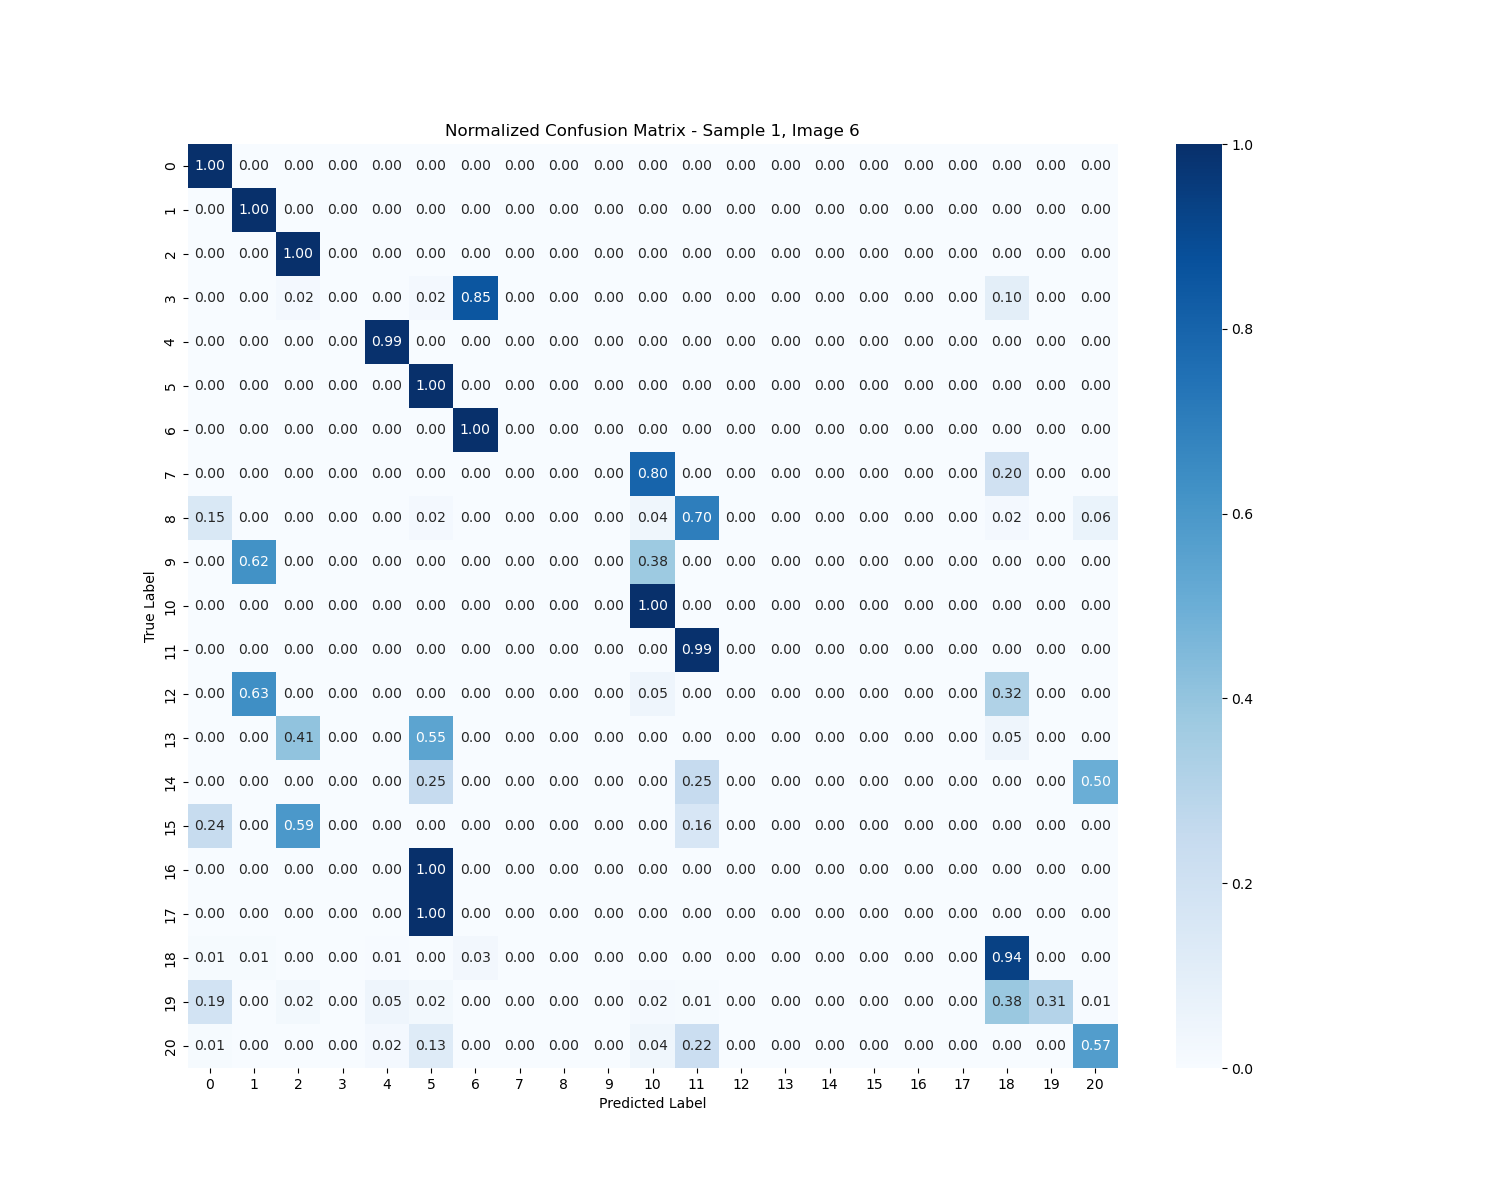 Normalized Confusion Matrix - Sample 1, Image 6
0 1.00 0.00 0.00 0.00 0.00 0.00 0.00 0.00 0.00 0.00 0.00 0.00 0.00 0.00 0.00 0.00 0.00 0.00 0.00 0.00 0.00
1 0.00 1.00 0.00 0.00 0.00 0.00 0.00 0.00 0.00 0.00 0.00 0.00 0.00 0.00 0.00 0.00 0.00 0.00 0.00 0.00 0.00
2 0.00 0.00 1.00 0.00 0.00 0.00 0.00 0.00 0.00 0.00 0.00 0.00 0.00 0.00 0.00 0.00 0.00 0.00 0.00 0.00 0.00
3 0.00 0.00 0.02 0.00 0.00 0.02 0.85 0.00 0.00 0.00 0.00 0.00 0.00 0.00 0.00 0.00 0.00 0.00 0.10 0.00 0.00
4 0.00 0.00 0.00 0.00 0.99 0.00 0.00 0.00 0.00 0.00 0.00 0.00 0.00 0.00 0.00 0.00 0.00 0.00 0.00 0.00 0.00
5 0.00 0.00 0.00 0.00 0.00 1.00 0.00 0.00 0.00 0.00 0.00 0.00 0.00 0.00 0.00 0.00 0.00 0.00 0.00 0.00 0.00
6 0.00 0.00 0.00 0.00 0.00 0.00 1.00 0.00 0.00 0.00 0.00 0.00 0.00 0.00 0.00 0.00 0.00 0.00 0.00 0.00 0.00
7 0.00 0.00 0.00 0.00 0.00 0.00 0.00 0.00 0.00 0.00 0.80 0.00 0.00 0.00 0.00 0.00 0.00 0.00 0.20 0.00 0.00
8 0.15 0.00 0.00 0.00 0.00 0.02 0.00 0.00 0.00 0.00 0.04 0.70 0.00 0.00 0.00 0.00 0.00 0.00 0.02 0.00 0.06
9 0.00 0.62 0.00 0.00 0.00 0.00 0.00 0.00 0.00 0.00 0.38 0.00 0.00 0.00 0.00 0.00 0.00 0.00 0.00 0.00 0.00
10 0.00 0.00 0.00 0.00 0.00 0.00 0.00 0.00 0.00 0.00 1.00 0.00 0.00 0.00 0.00 0.00 0.00 0.00 0.00 0.00 0.00
11 0.00 0.00 0.00 0.00 0.00 0.00 0.00 0.00 0.00 0.00 0.00 0.99 0.00 0.00 0.00 0.00 0.00 0.00 0.00 0.00 0.00
12 0.00 0.63 0.00 0.00 0.00 0.00 0.00 0.00 0.00 0.00 0.05 0.00 0.00 0.00 0.00 0.00 0.00 0.00 0.32 0.00 0.00
13 0.00 0.00 0.41 0.00 0.00 0.55 0.00 0.00 0.00 0.00 0.00 0.00 0.00 0.00 0.00 0.00 0.00 0.00 0.05 0.00 0.00
14 0.00 0.00 0.00 0.00 0.00 0.25 0.00 0.00 0.00 0.00 0.00 0.25 0.00 0.00 0.00 0.00 0.00 0.00 0.00 0.00 0.50
15 0.24 0.00 0.59 0.00 0.00 0.00 0.00 0.00 0.00 0.00 0.00 0.16 0.00 0.00 0.00 0.00 0.00 0.00 0.00 0.00 0.00
16 0.00 0.00 0.00 0.00 0.00 1.00 0.00 0.00 0.00 0.00 0.00 0.00 0.00 0.00 0.00 0.00 0.00 0.00 0.00 0.00 0.00
17 0.00 0.00 0.00 0.00 0.00 1.00 0.00 0.00 0.00 0.00 0.00 0.00 0.00 0.00 0.00 0.00 0.00 0.00 0.00 0.00 0.00
18 0.01 0.01 0.00 0.00 0.01 0.00 0.03 0.00 0.00 0.00 0.00 0.00 0.00 0.00 0.00 0.00 0.00 0.00 0.94 0.00 0.00
19 0.19 0.00 0.02 0.00 0.05 0.02 0.00 0.00 0.00 0.00 0.02 0.01 0.00 0.00 0.00 0.00 0.00 0.00 0.38 0.31 0.01
20 0.01 0.00 0.00 0.00 0.02 0.13 0.00 0.00 0.00 0.00 0.04 0.22 0.00 0.00 0.00 0.00 0.00 0.00 0.00 0.00 0.57
0 1 2 3 4 5 6 7 8 9 10 11 12 13 14 15 16 17 18 19 20
Predicted Label
True Label
1.0
0.8
0.6
0.4
0.2
0.0